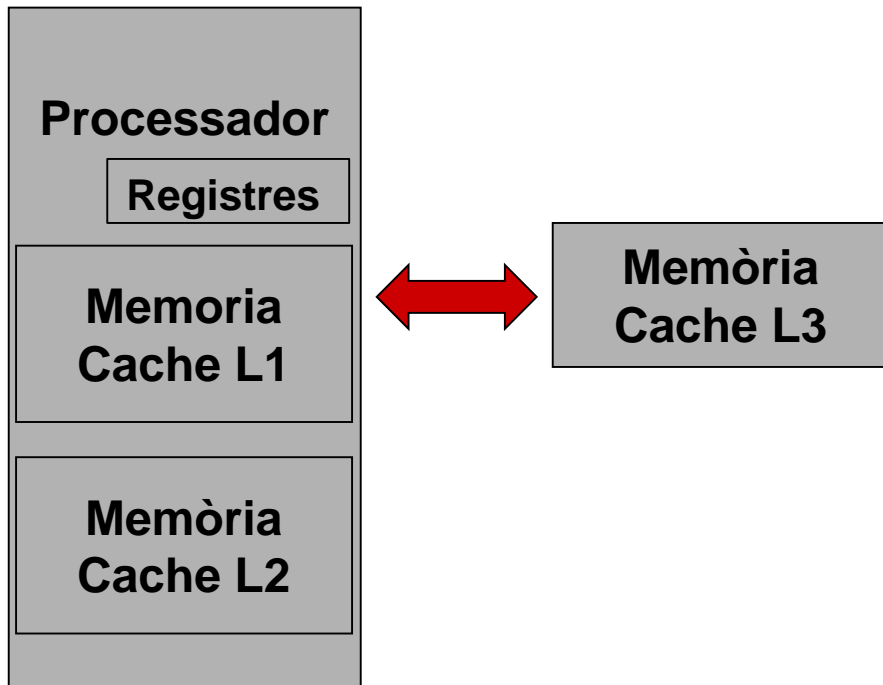 Processador
Registres
Memoria
Cache L1
Memòria
Cache L2
Memòria
Cache L3